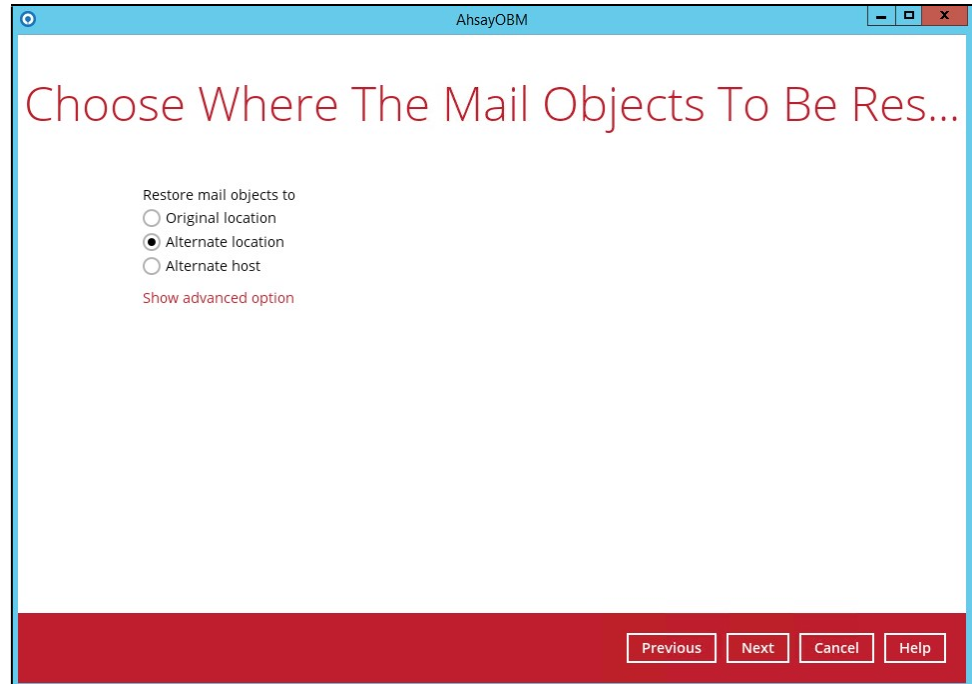 AhsayOBM
Choose Where The Mail Objects To Be Res...
Restore mail objects to
Original location
Alternate location
Alternate host
Show advanced option
Previous Next Cancel Help